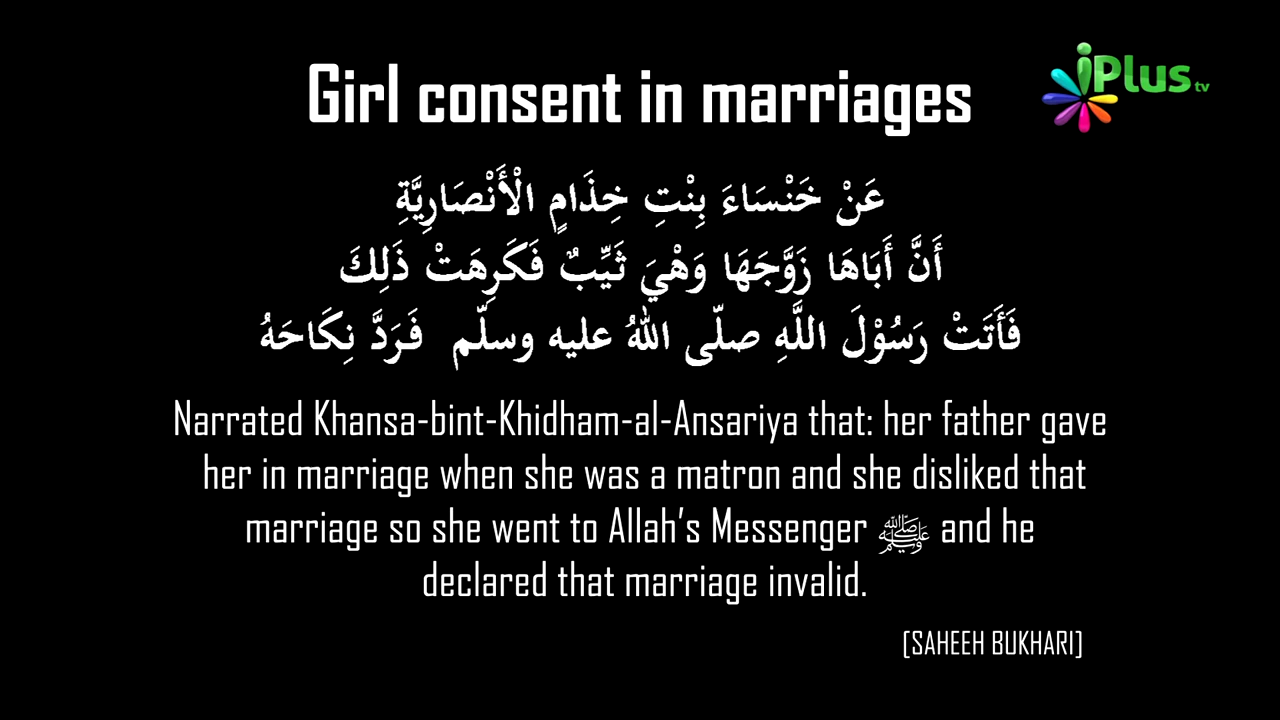 Girl consent in marriages
iPlus tv
عَنْ خَنْسَاءَ بِنْتِ خِذَامٍ الْأَنْصَارِيَّةِ
أَنَّ أَبَاهَا زَوَّجَهَا وَهْيَ ثَيِّبٌ فَكَرِهَتْ ذَلِكَ
فَأَتَتْ رَسُوْلَ اللَّهِ صلّى اللهُ عليه وسلّم فَرَدَّ نِكَاحَهُ
Narrated Khansa-bint-Khidham-al-Ansariya that: her father gave
her in marriage when she was a matron and she disliked that
marriage so she went to Allah's Messenger ﷺ and he
declared that marriage invalid.
[SAHEEH BUKHARI]